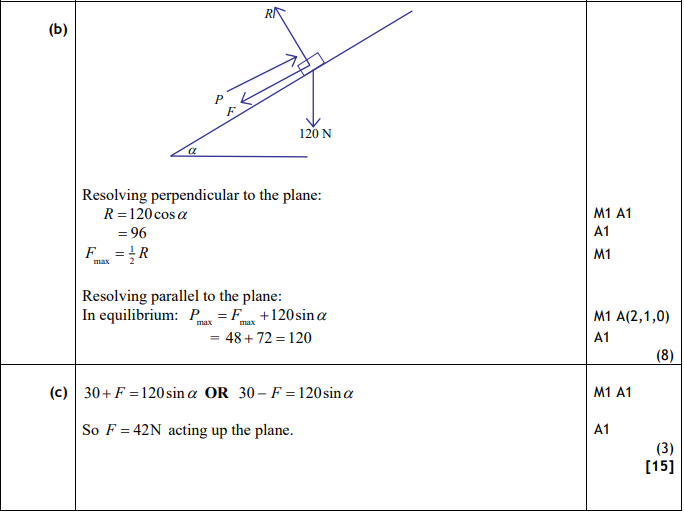 (b)
R
P
F
120 N
α
Resolving perpendicular to the plane:
R = 120 cos α M1 A1
= 96 A1
F_max = ½ R M1
Resolving parallel to the plane:
In equilibrium: P_max = F_max + 120 sin α M1 A(2,1,0)
= 48 + 72 = 120 A1
(8)
(c) 30 + F = 120 sin α OR 30 – F = 120 sin α M1 A1
So F = 42N acting up the plane. A1
(3)
[15]